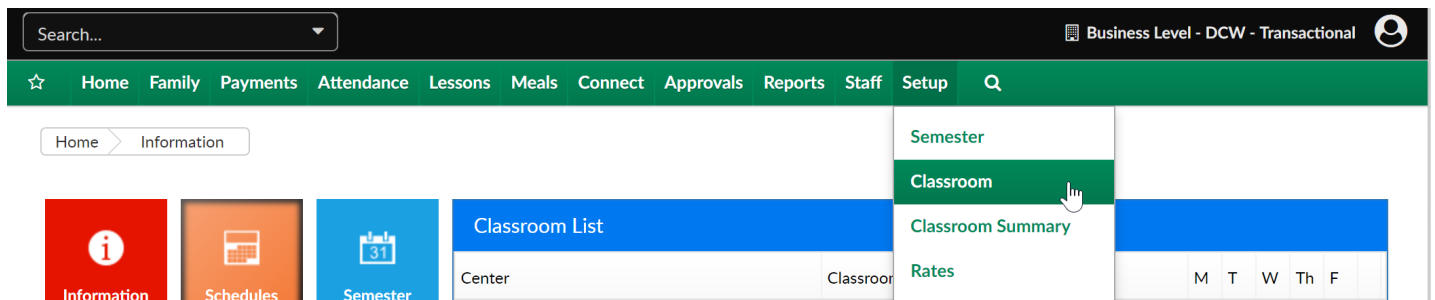 Search...
Business Level - DCW - Transactional
Home Family Payments Attendance Lessons Meals Connect Approvals Reports Staff Setup
Home Information
Semester
Classroom
Classroom Summary
Rates
Information
Schedules
31
Semester
Classroom List
Center M T W Th F